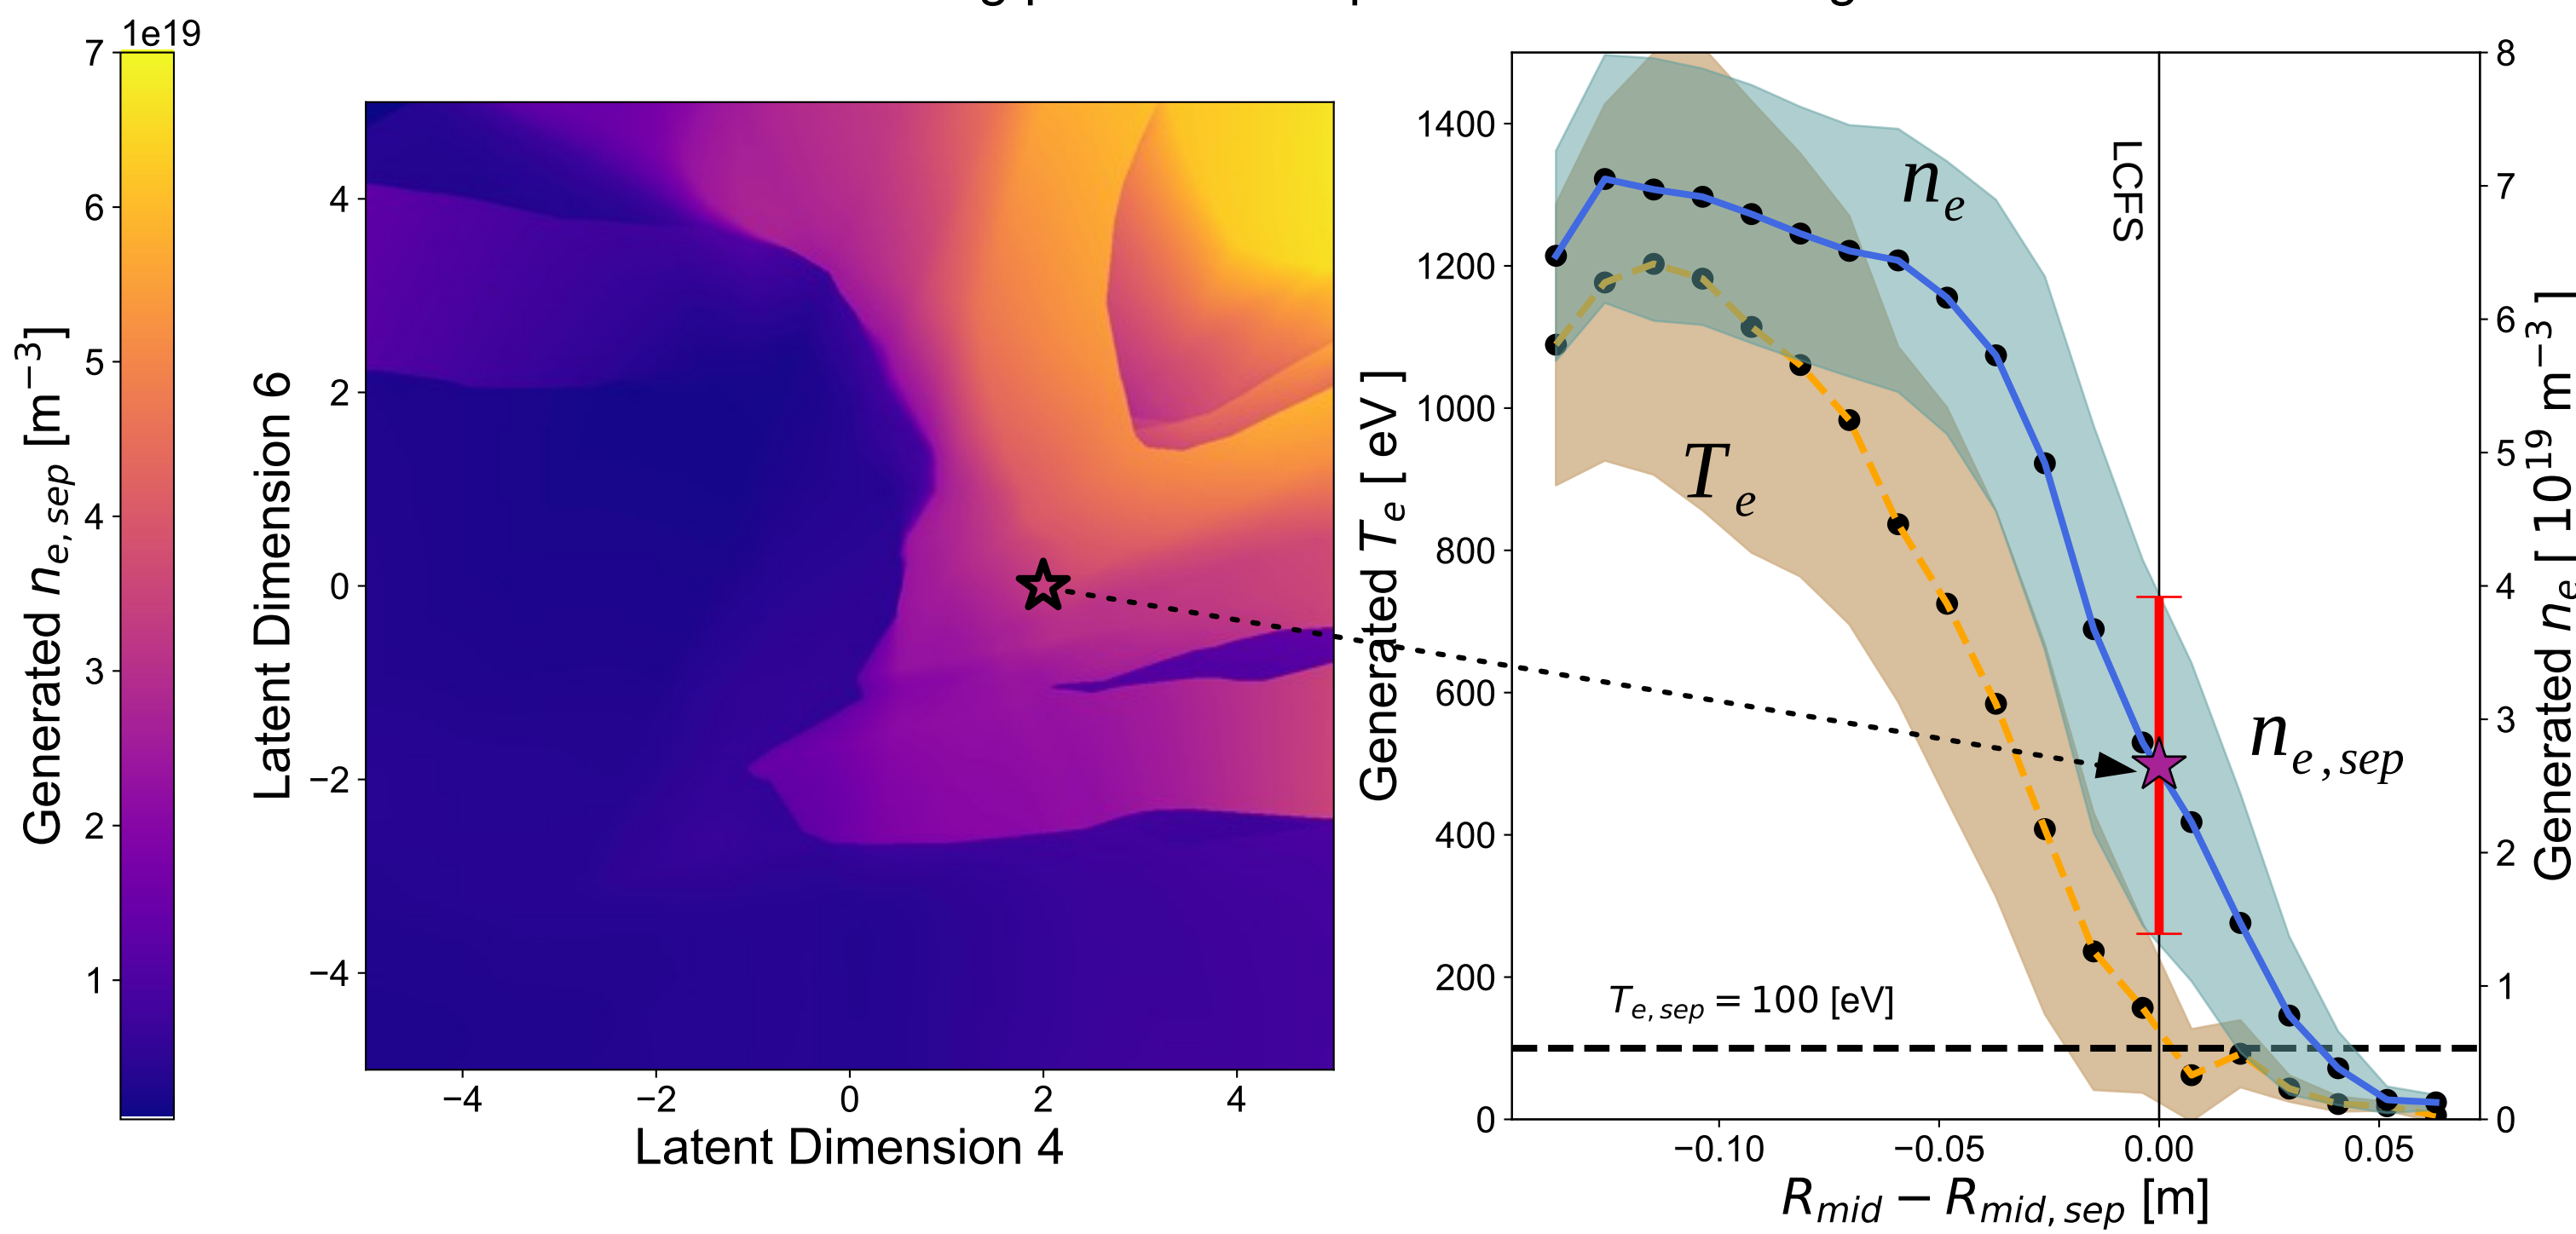 1e19
7
6
5
4
3
2
1
Generated n_{e, sep} [m^{−3}]
4
2
0
−2
−4
Latent Dimension 6
−4 −2 0 2 4
Latent Dimension 4
1400
1200
1000
800
600
400
200
0
Generated T_e [ eV ]
n_e
T_e
LCFS
n_{e, sep}
T_{e, sep} = 100 [eV]
−0.10 −0.05 0.00 0.05
R_{mid} − R_{mid, sep} [m]
8
7
6
5
4
3
2
1
0
Generated n_e [ 10^{19} m^{−3} ]